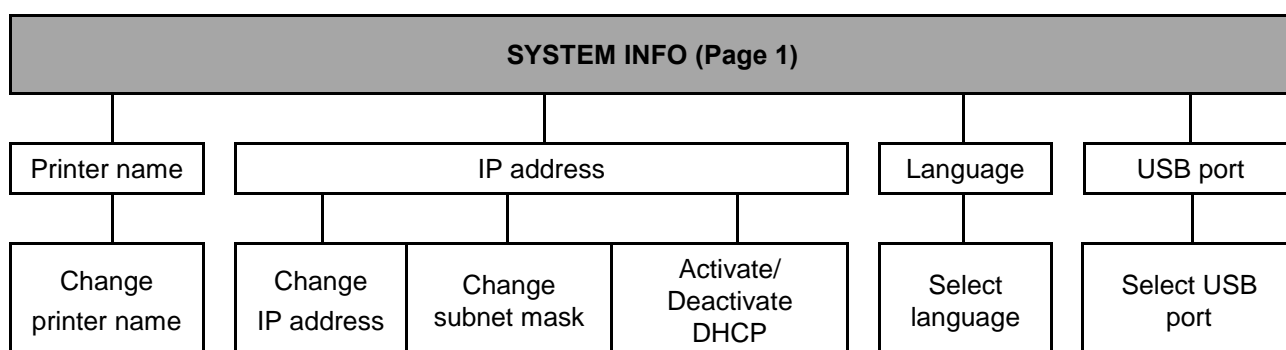 SYSTEM INFO (Page 1)
Printer name
IP address
Language
USB port
Change
printer name
Change
IP address
Change
subnet mask
Activate/
Deactivate
DHCP
Select
language
Select USB
port